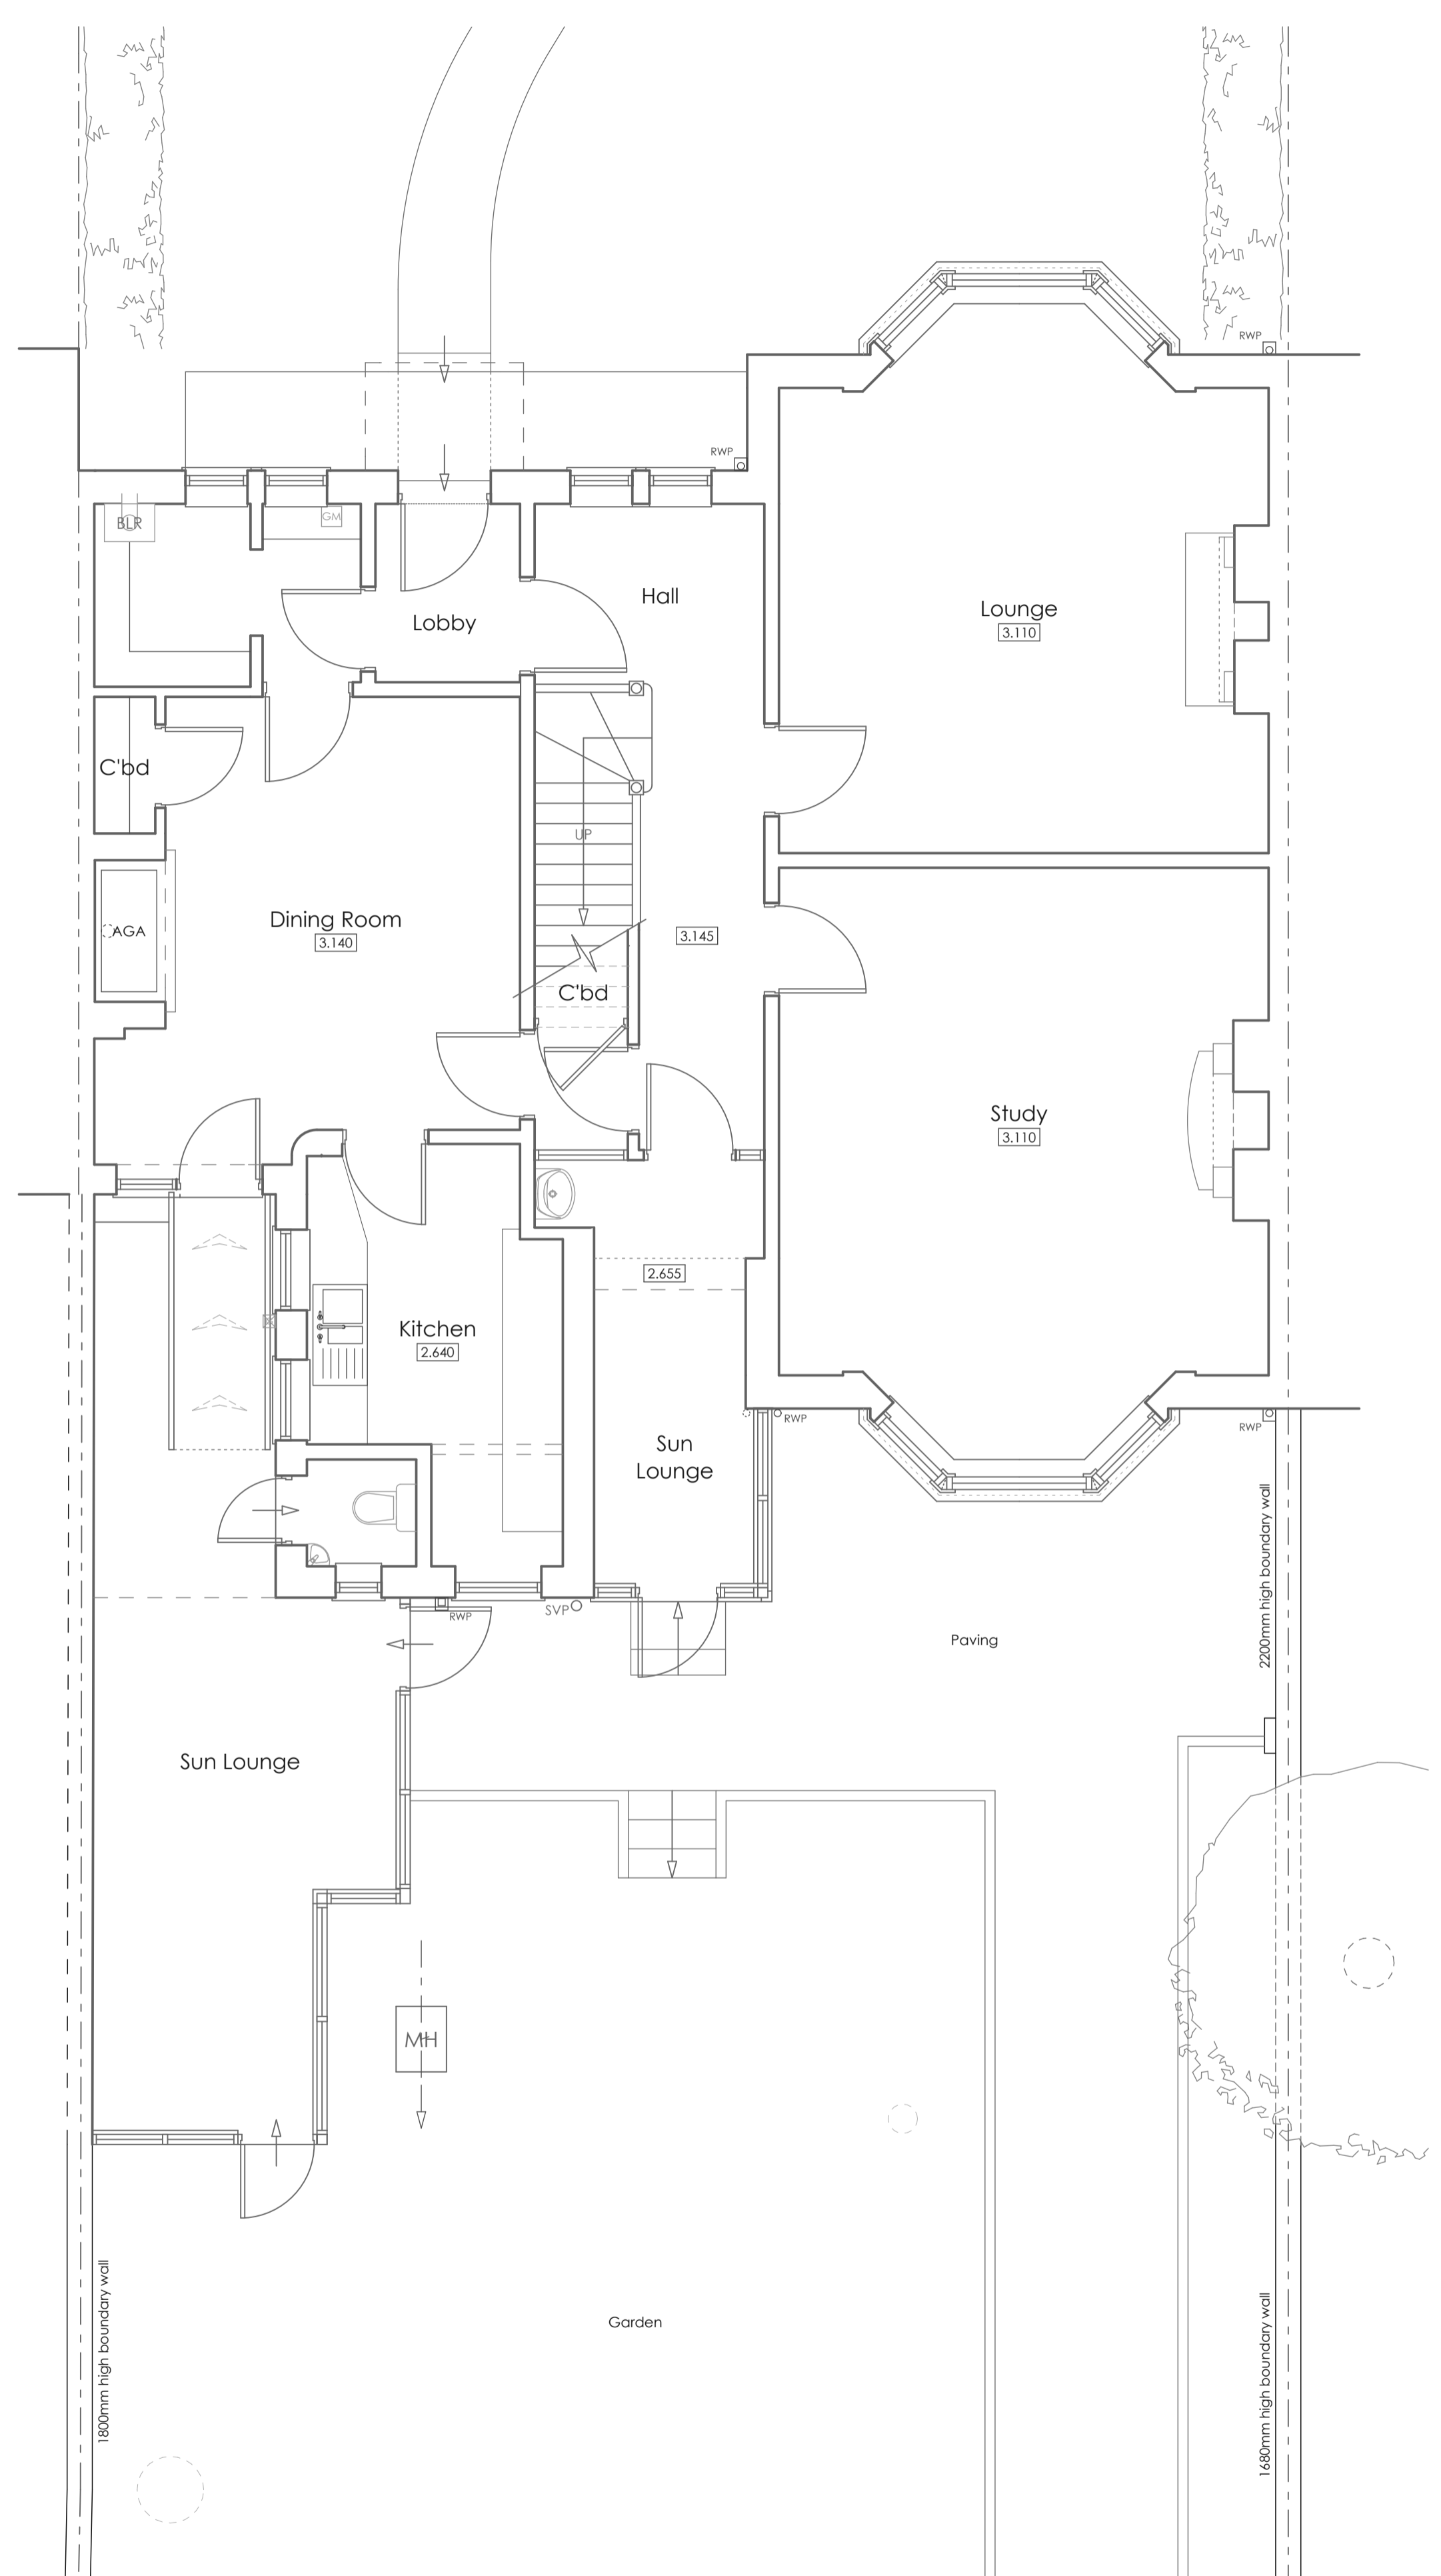 RWP
RWP
BLR
GM
Hall
Lobby
Lounge
3.110
C'bd
UP
Dining Room
3.140
AGA
3.145
C'bd
Study
3.110
2.655
Kitchen
2.640
Sun
Lounge
RWP
RWP
2200mm high boundary wall
SVP
RWP
Paving
Sun Lounge
MH
Garden
1800mm high boundary wall
1680mm high boundary wall